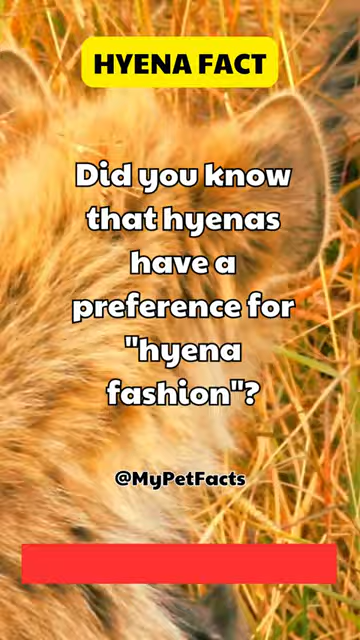 HYENA FACT
Did you know
that hyenas
have a
preference for
"hyena
fashion"?
@MyPetFacts